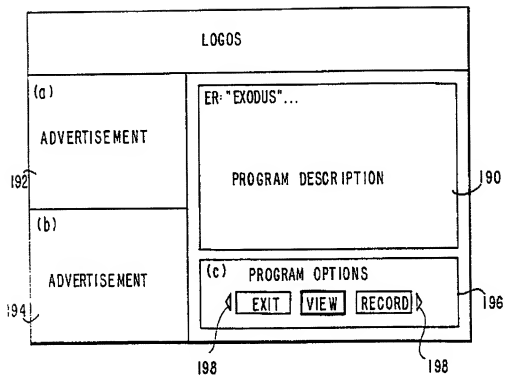 LOGOS
(a)
ADVERTISEMENT
192
(b)
ADVERTISEMENT
194
ER: "EXODUS"...
PROGRAM DESCRIPTION
190
(c) PROGRAM OPTIONS
EXIT VIEW RECORD
196
198 198